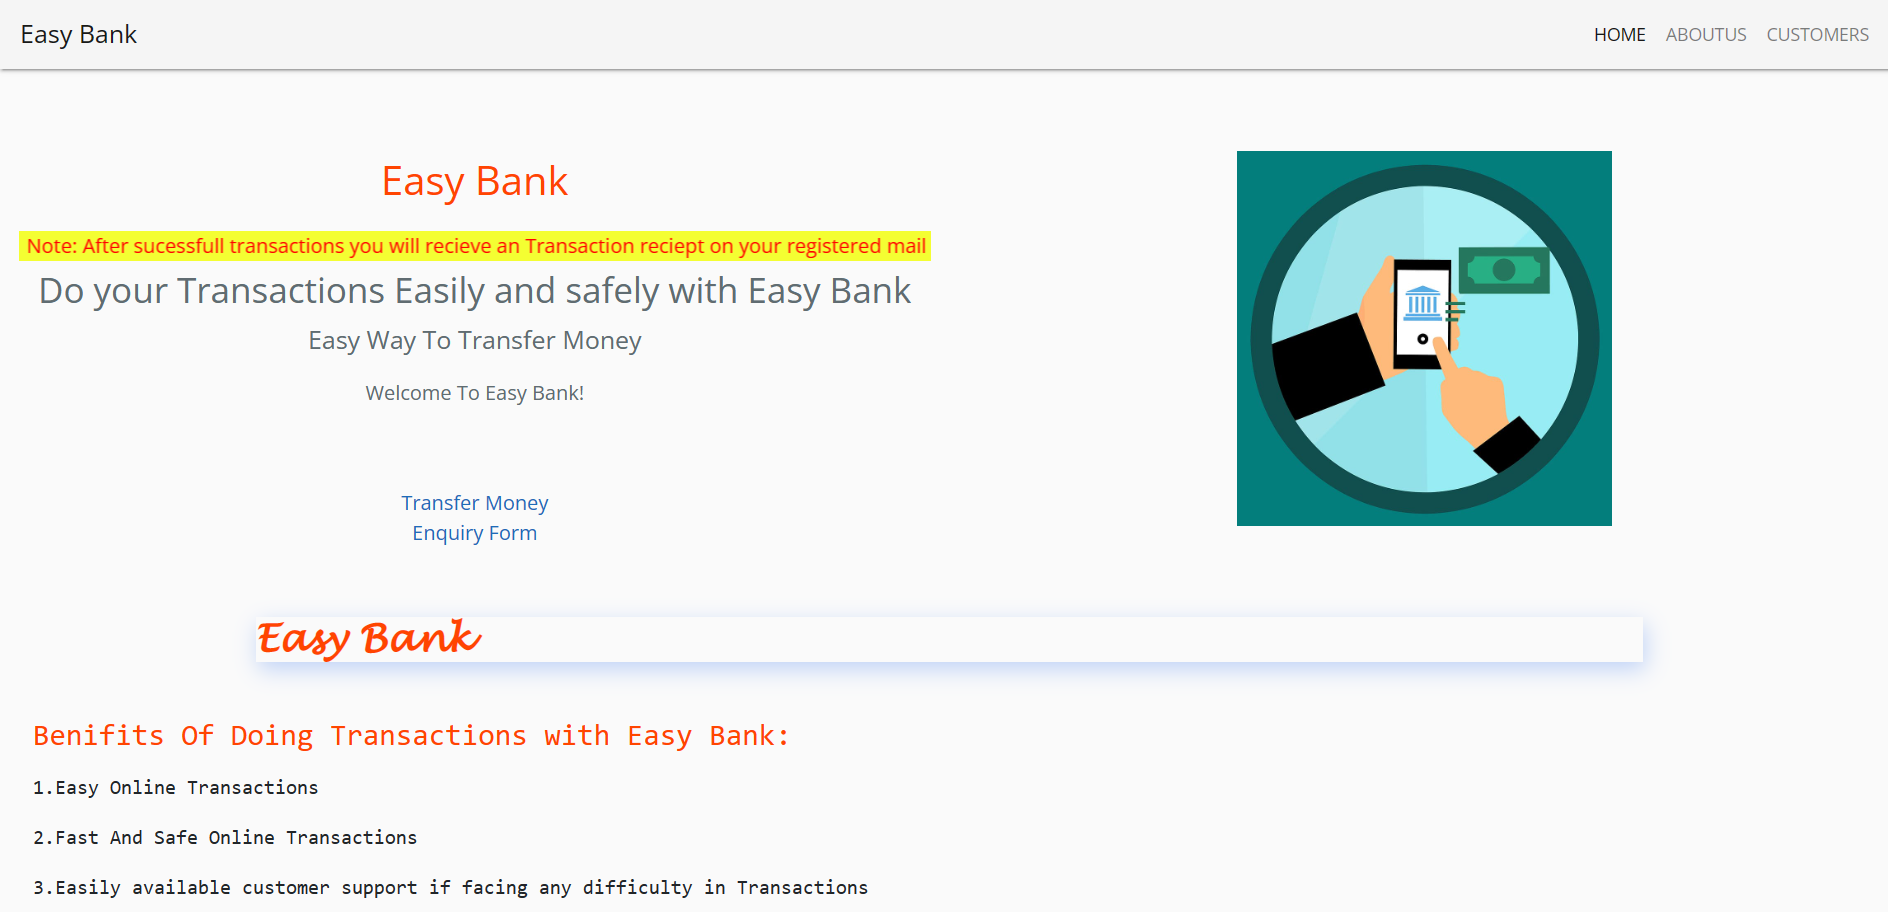 Easy Bank
HOME ABOUTUS CUSTOMERS
Easy Bank
Note: After sucessfull transactions you will recieve an Transaction reciept on your registered mail
Do your Transactions Easily and safely with Easy Bank
Easy Way To Transfer Money
Welcome To Easy Bank!
Transfer Money
Enquiry Form
Easy Bank
Benifits Of Doing Transactions with Easy Bank:
1.Easy Online Transactions
2.Fast And Safe Online Transactions
3.Easily available customer support if facing any difficulty in Transactions